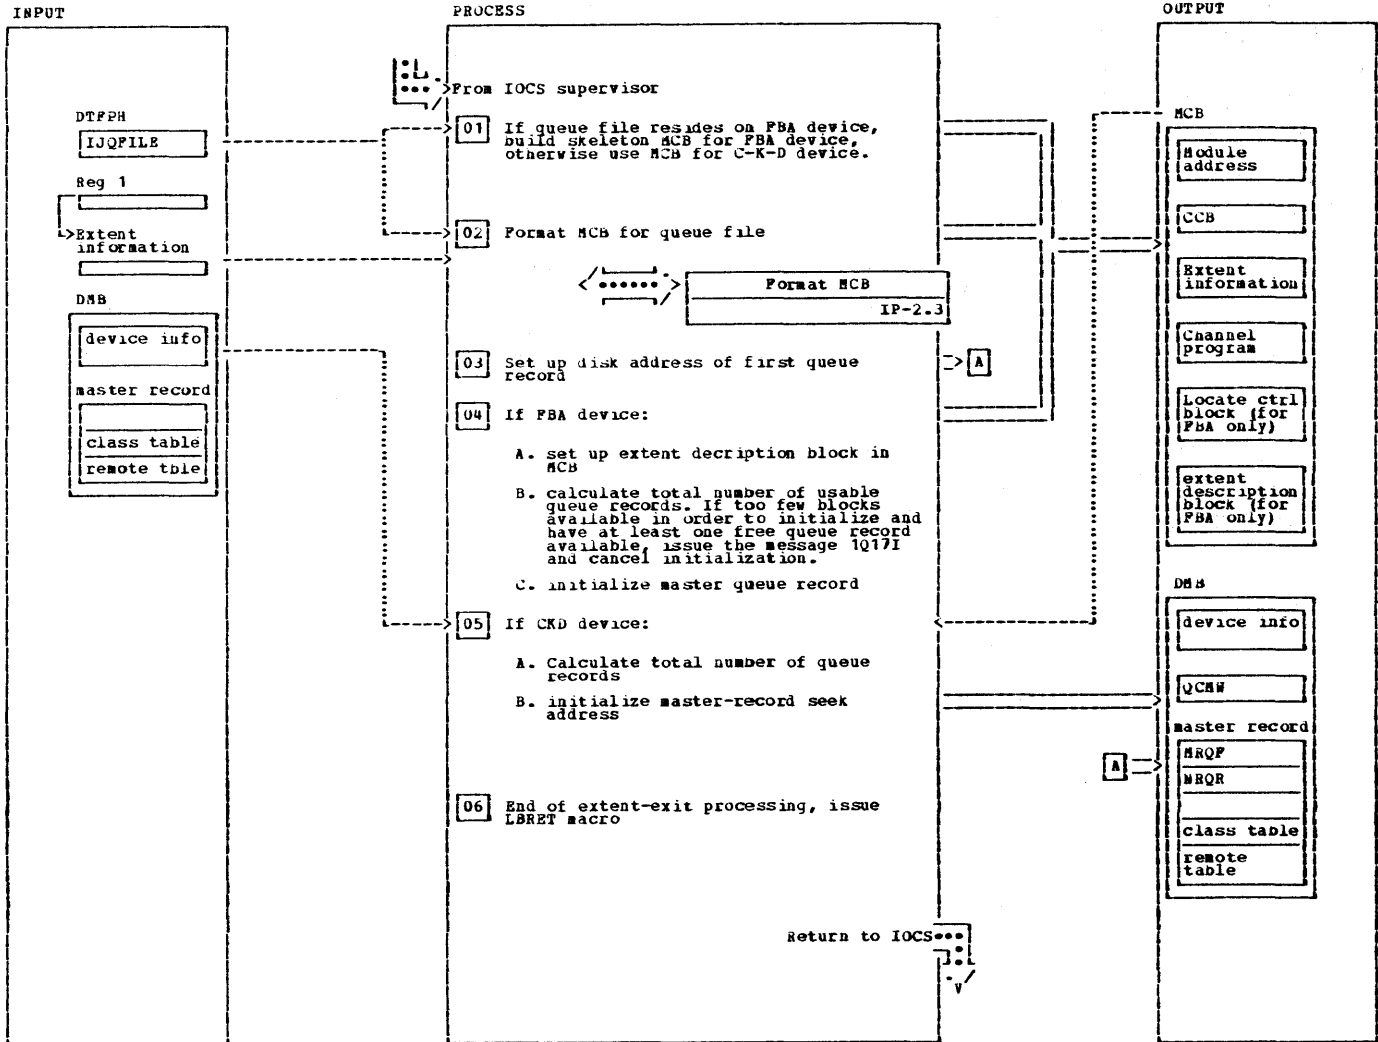 INPUT
PROCESS
OUTPUT
From IOCS supervisor
DTFPH
IJQFILE
Reg 1
Extent
information
DMB
device info
master record
class table
remote tble
01 If queue file resides on FBA device,
build skeleton MCB for FBA device,
otherwise use MCB for C-K-D device.
02 Format MCB for queue file
Format MCB
IP-2.3
03 Set up disk address of first queue
record
A
04 If FBA device:
A. set up extent decription block in
MCB
B. calculate total number of usable
queue records. If too few blocks
available in order to initialize and
have at least one free queue record
available, issue the message 1Q17I
and cancel initialization.
C. initialize master queue record
05 If CKD device:
A. Calculate total number of queue
records
B. initialize master-record seek
address
06 End of extent-exit processing, issue
LBRET macro
Return to IOCS
MCB
Module
address
CCB
Extent
information
Channel
program
Locate ctrl
block (for
FBA only)
extent
description
block (for
FBA only)
DMB
device info
QCMW
master record
A
MRQF
MRQR
class table
remote
table